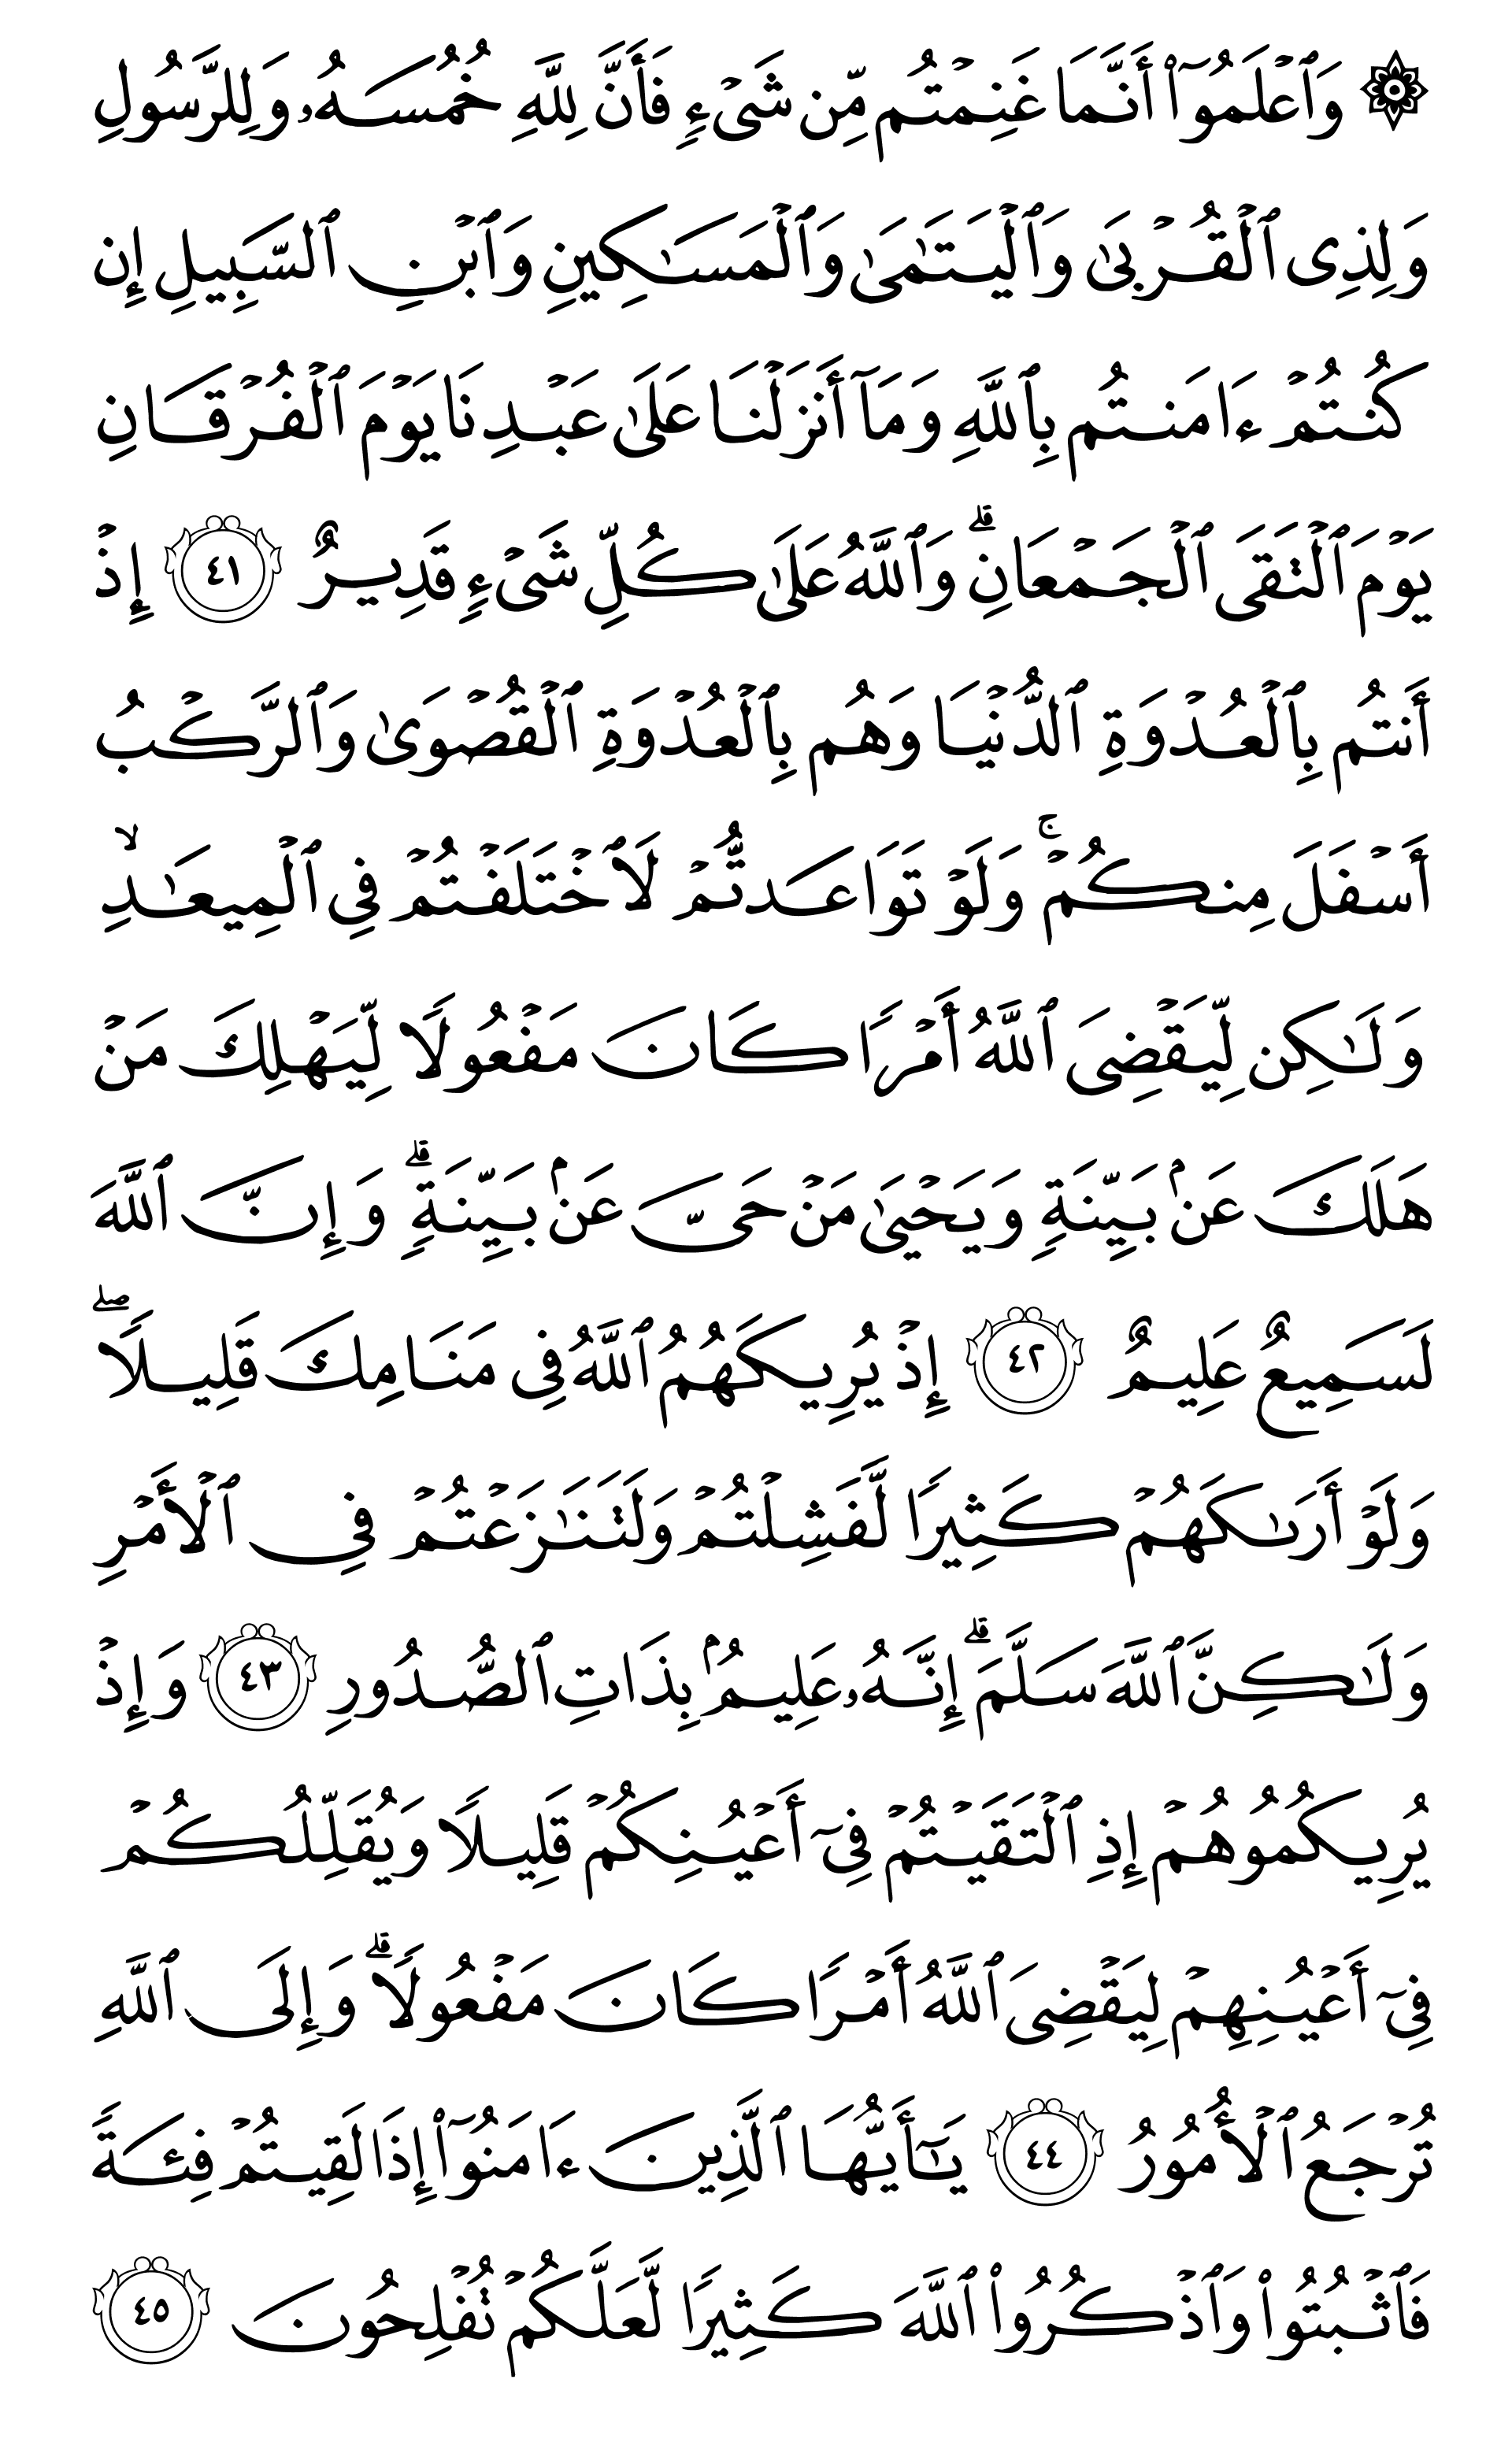 ۞ وَٱعۡلَمُوٓاْ أَنَّمَا غَنِمۡتُم مِّن شَيۡءٖ فَأَنَّ لِلَّهِ خُمُسَهُۥ وَلِلرَّسُولِ
وَلِذِي ٱلۡقُرۡبَىٰ وَٱلۡيَتَٰمَىٰ وَٱلۡمَسَٰكِينِ وَٱبۡنِ ٱلسَّبِيلِ إِن
كُنتُمۡ ءَامَنتُم بِٱللَّهِ وَمَآ أَنزَلۡنَا عَلَىٰ عَبۡدِنَا يَوۡمَ ٱلۡفُرۡقَانِ
يَوۡمَ ٱلۡتَقَى ٱلۡجَمۡعَانِۗ وَٱللَّهُ عَلَىٰ كُلِّ شَيۡءٖ قَدِيرٌ ٤١ إِذۡ
أَنتُم بِٱلۡعُدۡوَةِ ٱلدُّنۡيَا وَهُم بِٱلۡعُدۡوَةِ ٱلۡقُصۡوَىٰ وَٱلرَّكۡبُ
أَسۡفَلَ مِنكُمۡۚ وَلَوۡ تَوَاعَدتُّمۡ لَٱخۡتَلَفۡتُمۡ فِي ٱلۡمِيعَٰدِ ۙ
وَلَٰكِن لِّيَقۡضِيَ ٱللَّهُ أَمۡرٗا كَانَ مَفۡعُولٗا لِّيَهۡلِكَ مَنۡ
هَلَكَ عَنۢ بَيِّنَةٖ وَيَحۡيَىٰ مَنۡ حَيَّ عَنۢ بَيِّنَةٖۗ وَإِنَّ ٱللَّهَ
لَسَمِيعٌ عَلِيمٌ ٤٢ إِذۡ يُرِيكَهُمُ ٱللَّهُ فِي مَنَامِكَ قَلِيلٗاۖ
وَلَوۡ أَرَىٰكَهُمۡ كَثِيرٗا لَّفَشِلۡتُمۡ وَلَتَنَٰزَعۡتُمۡ فِي ٱلۡأَمۡرِ
وَلَٰكِنَّ ٱللَّهَ سَلَّمَۗ إِنَّهُۥ عَلِيمُۢ بِذَاتِ ٱلصُّدُورِ ٤٣ وَإِذۡ
يُرِيكُمُوهُمۡ إِذِ ٱلۡتَقَيۡتُمۡ فِيٓ أَعۡيُنِكُمۡ قَلِيلٗا وَيُقَلِّلُكُمۡ
فِيٓ أَعۡيُنِهِمۡ لِيَقۡضِيَ ٱللَّهُ أَمۡرٗا كَانَ مَفۡعُولٗاۗ وَإِلَى ٱللَّهِ
تُرۡجَعُ ٱلۡأُمُورُ ٤٤ يَٰٓأَيُّهَا ٱلَّذِينَ ءَامَنُوٓاْ إِذَا لَقِيتُمۡ فِئَةٗ
فَٱثۡبُتُواْ وَٱذۡكُرُواْ ٱللَّهَ كَثِيرٗا لَّعَلَّكُمۡ تُفۡلِحُونَ ٤٥